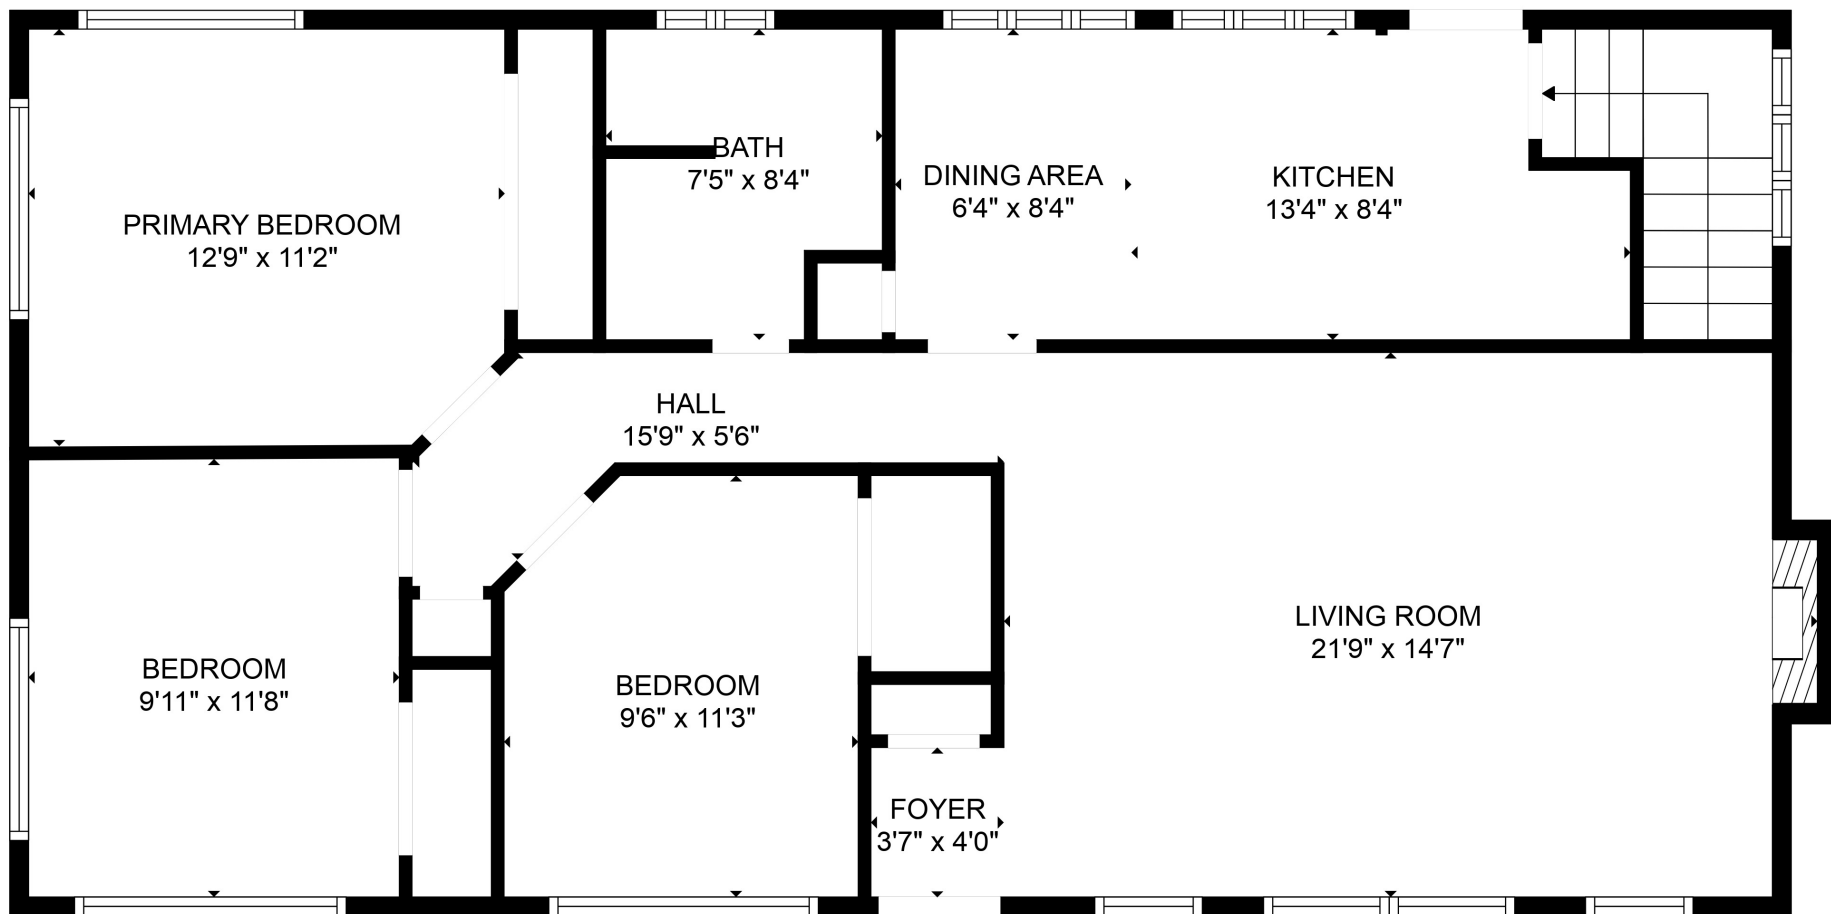 BATH
7'5" x 8'4"
DINING AREA
6'4" x 8'4"
KITCHEN
13'4" x 8'4"
PRIMARY BEDROOM
12'9" x 11'2"
HALL
15'9" x 5'6"
LIVING ROOM
21'9" x 14'7"
BEDROOM
9'11" x 11'8"
BEDROOM
9'6" x 11'3"
FOYER
3'7" x 4'0"